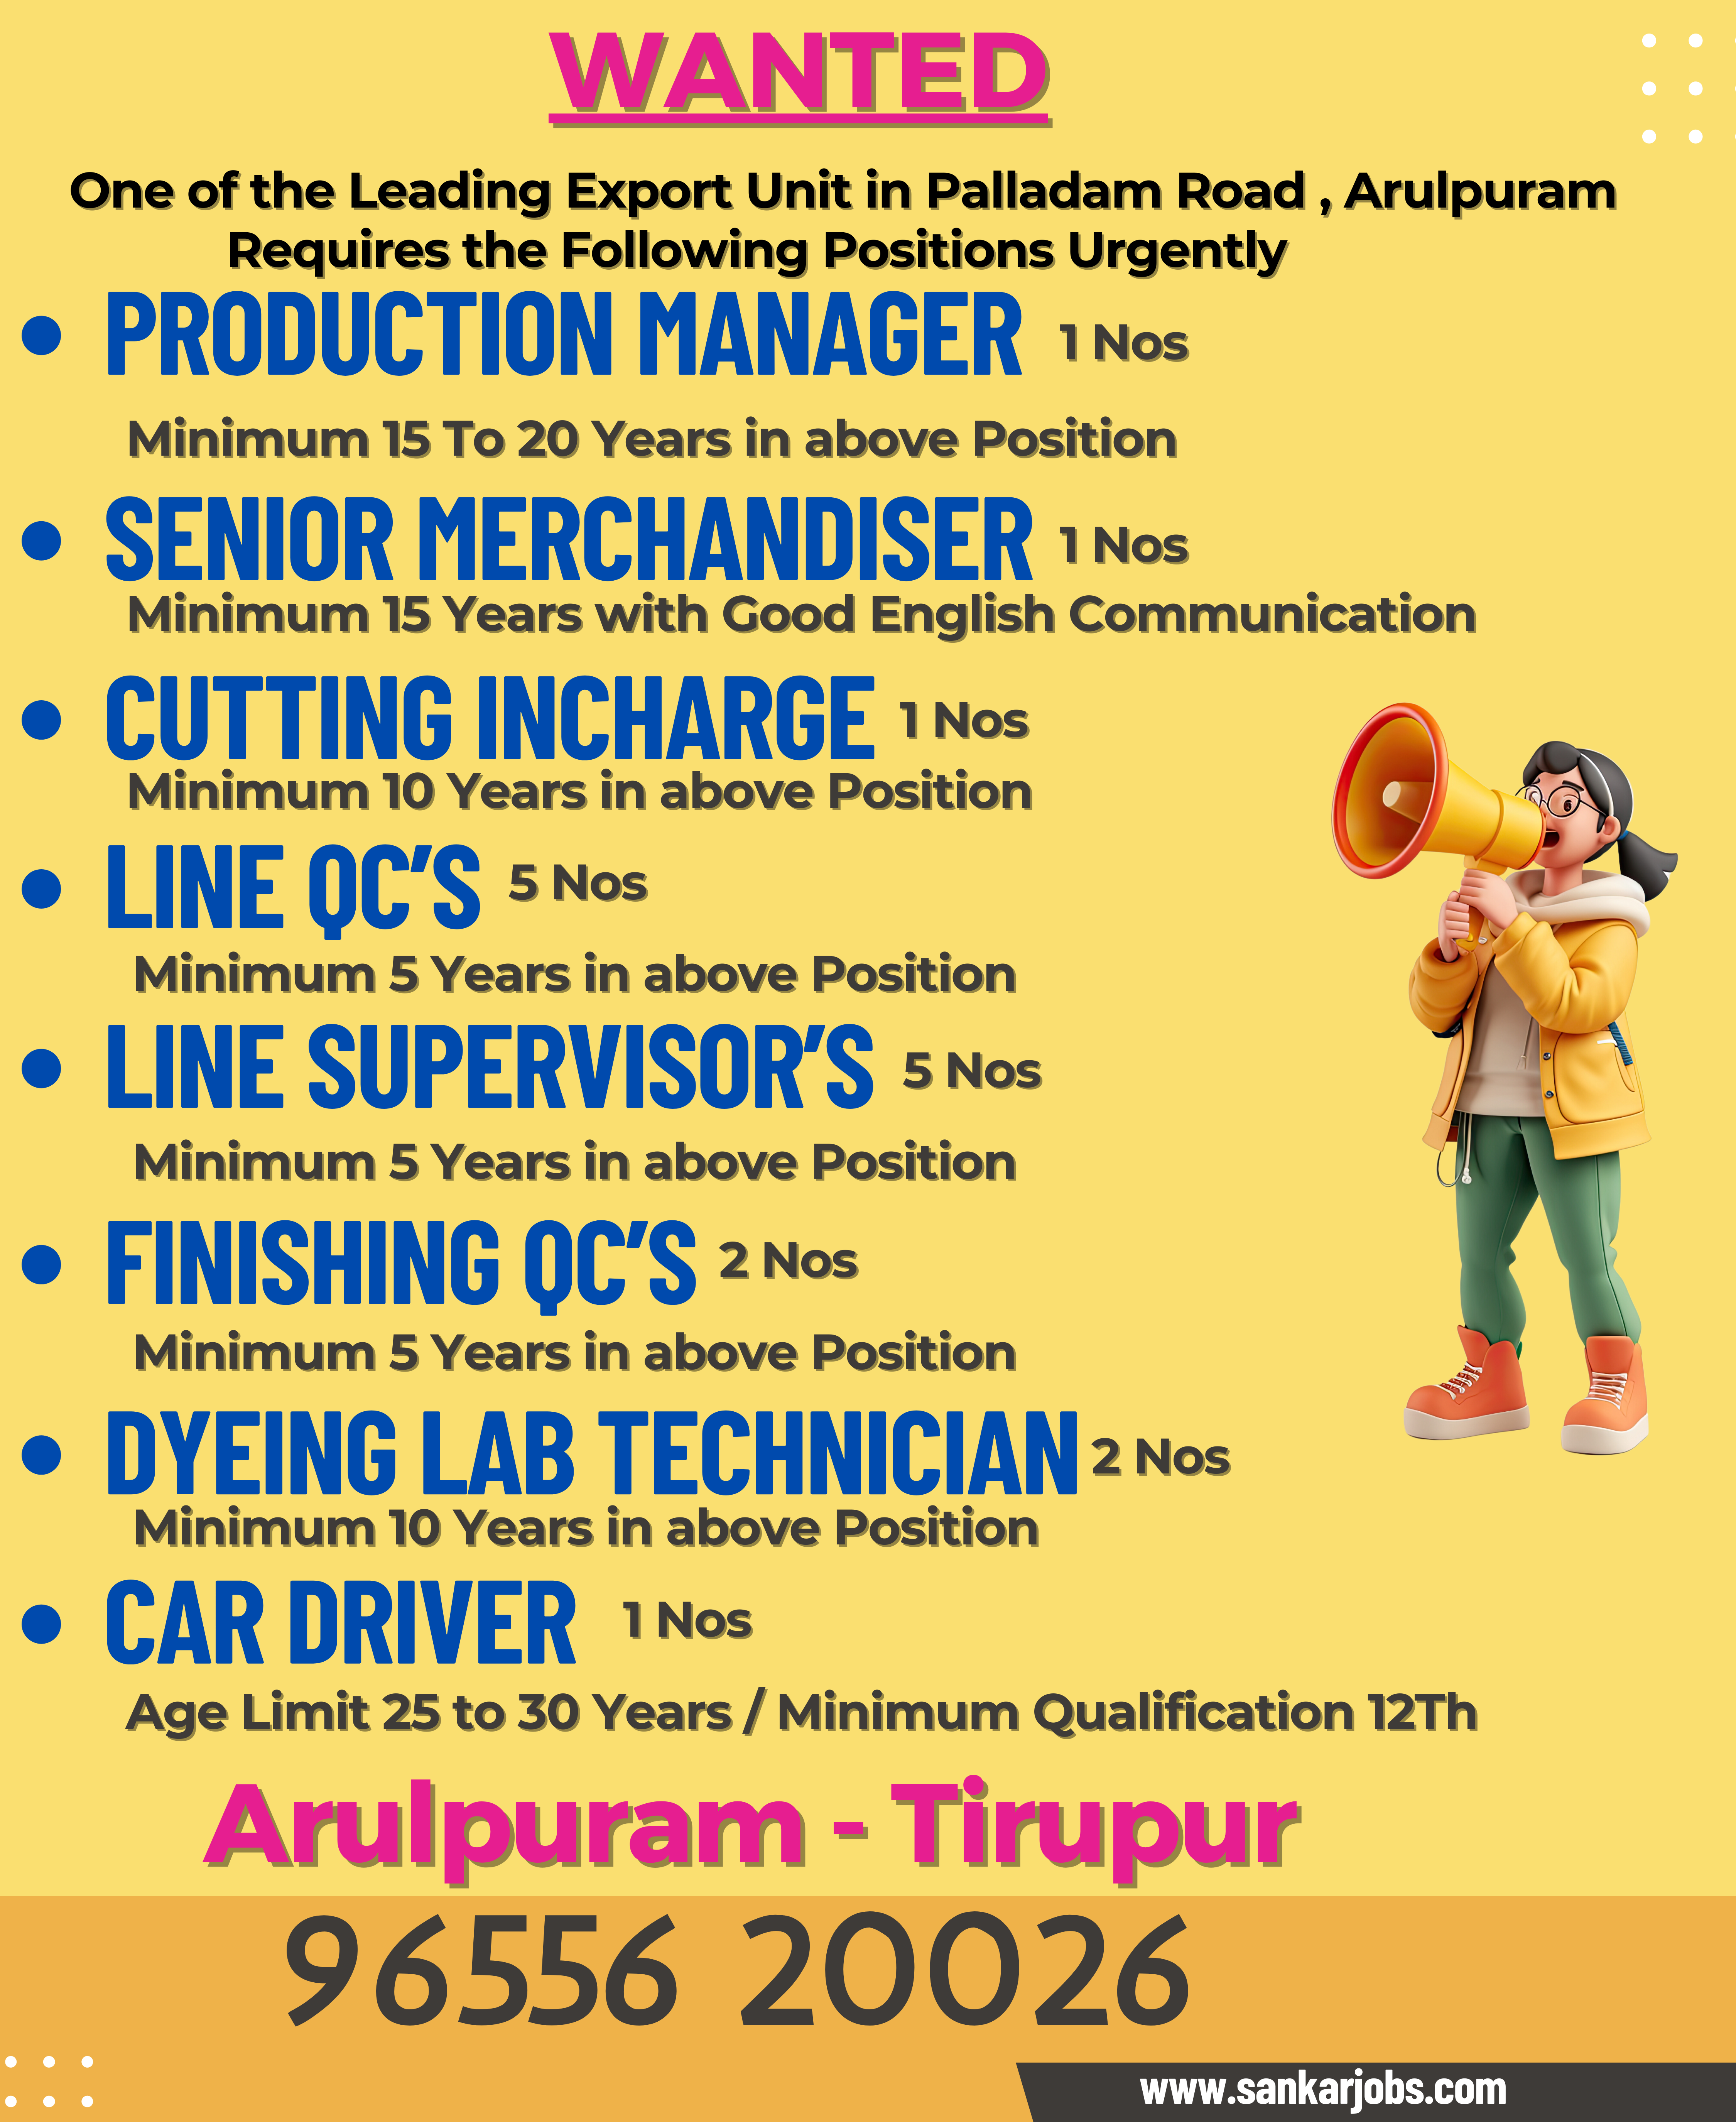 WANTED
One of the Leading Export Unit in Palladam Road , Arulpuram
Requires the Following Positions Urgently
• PRODUCTION MANAGER 1 Nos
Minimum 15 To 20 Years in above Position
• SENIOR MERCHANDISER 1 Nos
Minimum 15 Years with Good English Communication
• CUTTING INCHARGE 1 Nos
Minimum 10 Years in above Position
• LINE QC'S 5 Nos
Minimum 5 Years in above Position
• LINE SUPERVISOR'S 5 Nos
Minimum 5 Years in above Position
• FINISHING QC'S 2 Nos
Minimum 5 Years in above Position
• DYEING LAB TECHNICIAN 2 Nos
Minimum 10 Years in above Position
• CAR DRIVER 1 Nos
Age Limit 25 to 30 Years / Minimum Qualification 12Th
Arulpuram - Tirupur
96556 20026
www.sankarjobs.com